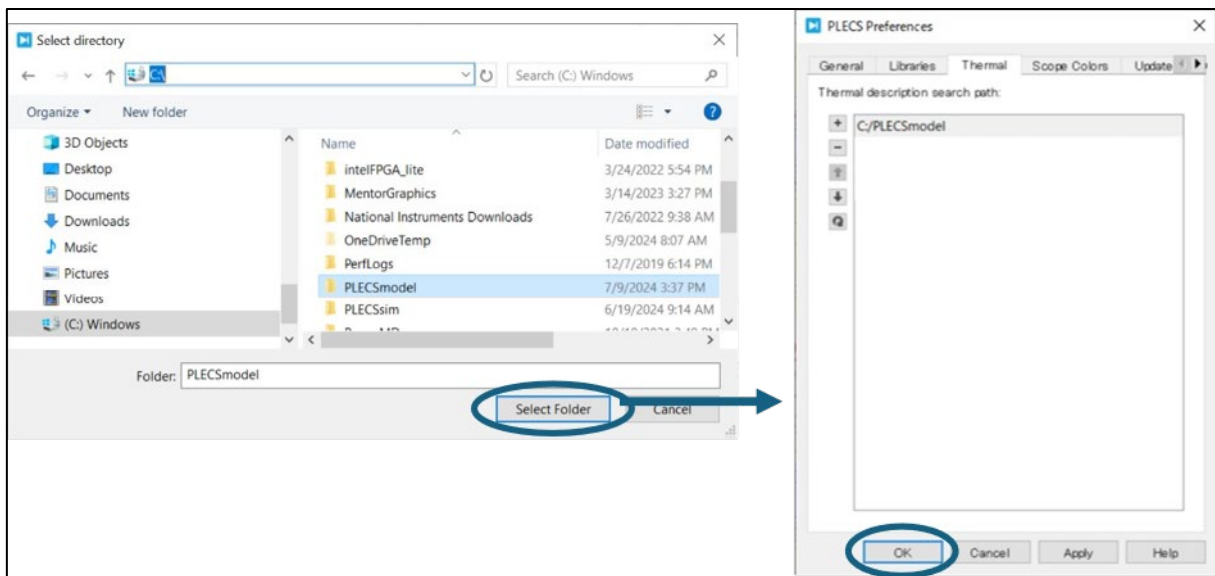 Select directory
C:\
Search (C:) Windows
Organize
New folder
3D Objects
Desktop
Documents
Downloads
Music
Pictures
Videos
(C:) Windows
Name Date modified
intelFPGA_lite 3/24/2022 5:54 PM
MentorGraphics 3/14/2023 3:27 PM
National Instruments Downloads 7/26/2022 9:38 AM
OneDriveTemp 5/9/2024 8:07 AM
PerfLogs 12/7/2019 6:14 PM
PLECSmodel 7/9/2024 3:37 PM
PLECSsim 6/19/2024 9:14 AM
Folder: PLECSmodel
Select Folder Cancel
PLECS Preferences
General Libraries Thermal Scope Colors Update
Thermal description search path:
C:/PLECSmodel
OK Cancel Apply Help